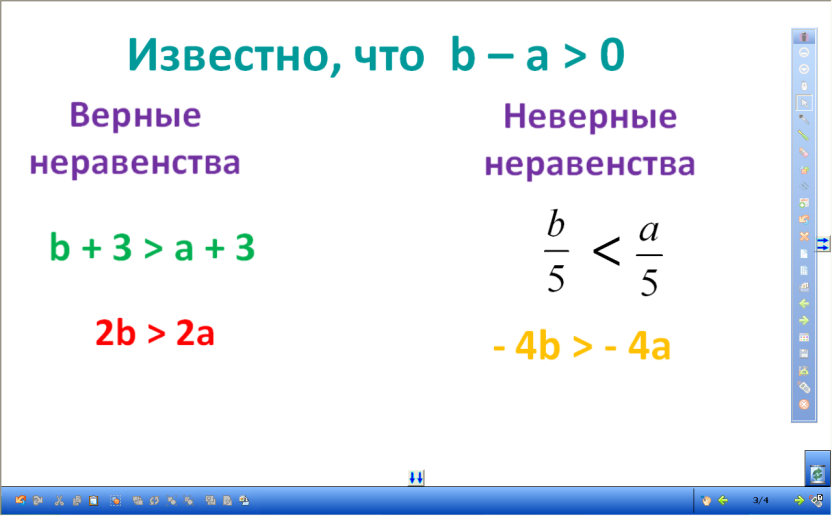 Известно, что b – a > 0
Верные
неравенства
Неверные
неравенства
b + 3 > a + 3
b/5 < a/5
2b > 2a
- 4b > - 4a
3/4